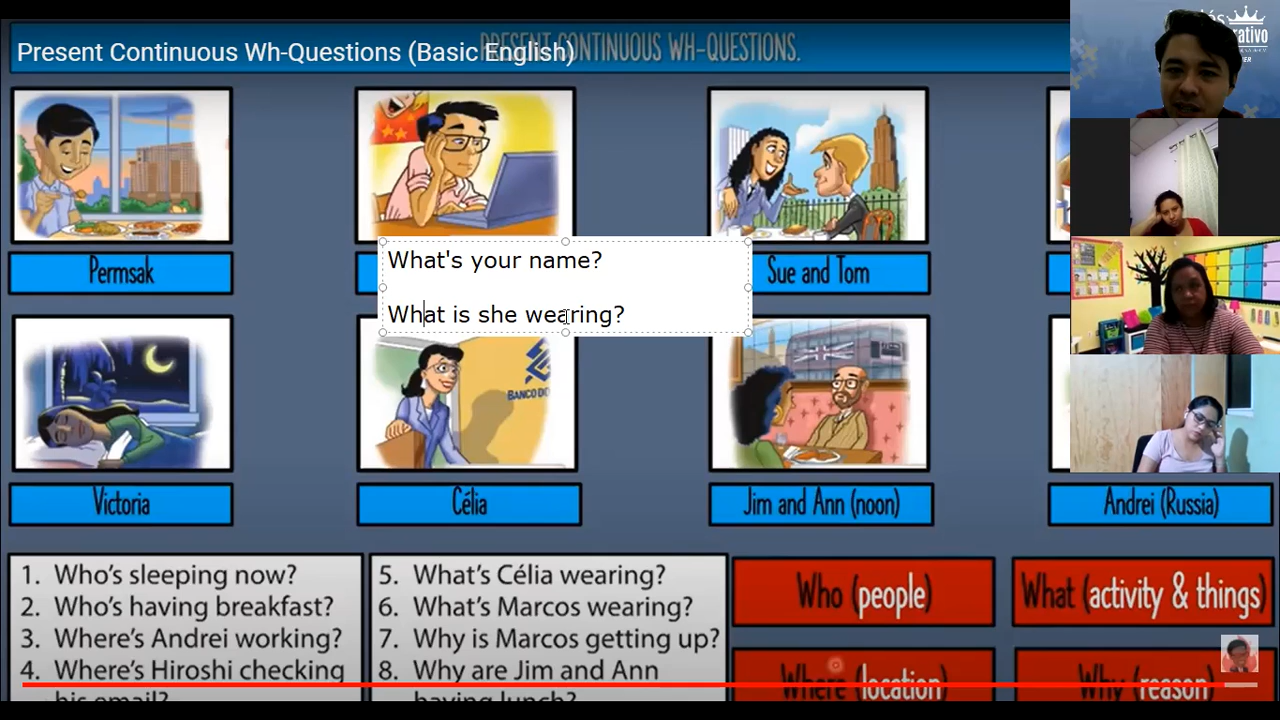 PRESENT CONTINUOUS WH-QUESTIONS.
Present Continuous Wh-Questions (Basic English)
Permsak
Sue and Tom
What's your name?
What is she wearing?
BANCO DO
Victoria
Célia
Jim and Ann (noon)
Andrei (Russia)
1. Who's sleeping now?
2. Who's having breakfast?
3. Where's Andrei working?
4. Where's Hiroshi checking
his email?
5. What's Célia wearing?
6. What's Marcos wearing?
7. Why is Marcos getting up?
8. Why are Jim and Ann
having lunch?
Who (people)
What (activity & things)
Where (location)
Why (reason)